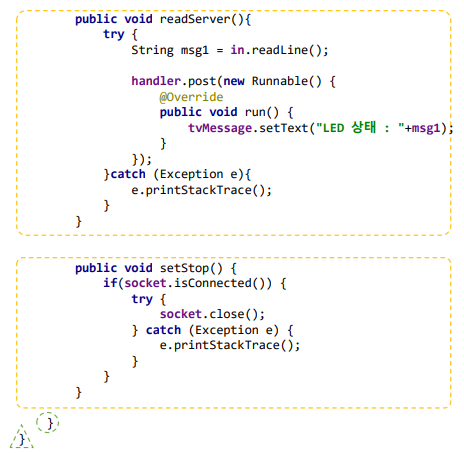 public void readServer(){
try {
String msg1 = in.readLine();
handler.post(new Runnable() {
@Override
public void run() {
tvMessage.setText("LED 상태 : "+msg1);
}
});
}catch (Exception e){
e.printStackTrace();
}
}
public void setStop() {
if(socket.isConnected()) {
try {
socket.close();
} catch (Exception e) {
e.printStackTrace();
}
}
}
}
}